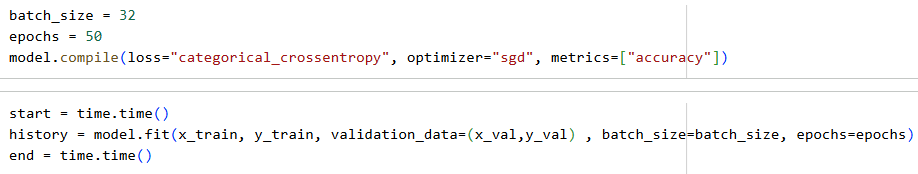 batch_size = 32
epochs = 50
model.compile(loss="categorical_crossentropy", optimizer="sgd", metrics=["accuracy"])
start = time.time()
history = model.fit(x_train, y_train, validation_data=(x_val,y_val) , batch_size=batch_size, epochs=epochs)
end = time.time()